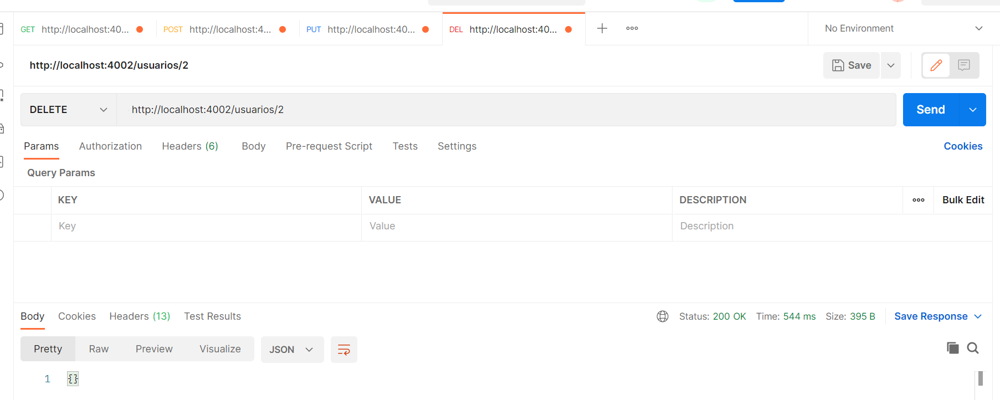 GET http://localhost:40... POST http://localhost:4... PUT http://localhost:40... DEL http://localhost:40... No Environment
http://localhost:4002/usuarios/2 Save
DELETE http://localhost:4002/usuarios/2 Send
Params Authorization Headers (6) Body Pre-request Script Tests Settings Cookies
Query Params
KEY VALUE DESCRIPTION Bulk Edit
Key Value Description
Body Cookies Headers (13) Test Results Status: 200 OK Time: 544 ms Size: 395 B Save Response
Pretty Raw Preview Visualize JSON
1 {}